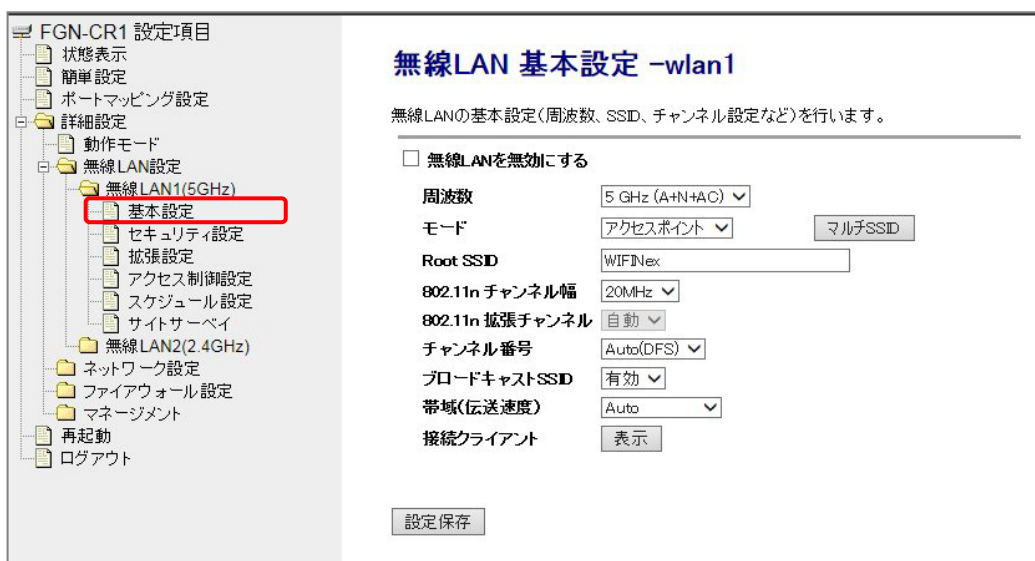 FGN-CR1 設定項目
状態表示
簡単設定
ポートマッピング設定
詳細設定
動作モード
無線LAN設定
無線LAN1(5GHz)
基本設定
セキュリティ設定
拡張設定
アクセス制御設定
スケジュール設定
サイトサーベイ
無線LAN2(2.4GHz)
ネットワーク設定
ファイアウォール設定
マネージメント
再起動
ログアウト
無線LAN 基本設定 -wlan1
無線LANの基本設定(周波数、SSID、チャンネル設定など)を行います。
無線LANを無効にする
周波数 5 GHz (A+N+AC)
モード アクセスポイント マルチSSID
Root SSID WIFINex
802.11n チャンネル幅 20MHz
802.11n 拡張チャンネル 自動
チャンネル番号 Auto(DFS)
ブロードキャストSSID 有効
帯域(伝送速度) Auto
接続クライアント 表示
設定保存